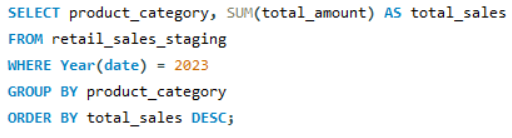 SELECT product_category, SUM(total_amount) AS total_sales
FROM retail_sales_staging
WHERE Year(date) = 2023
GROUP BY product_category
ORDER BY total_sales DESC;